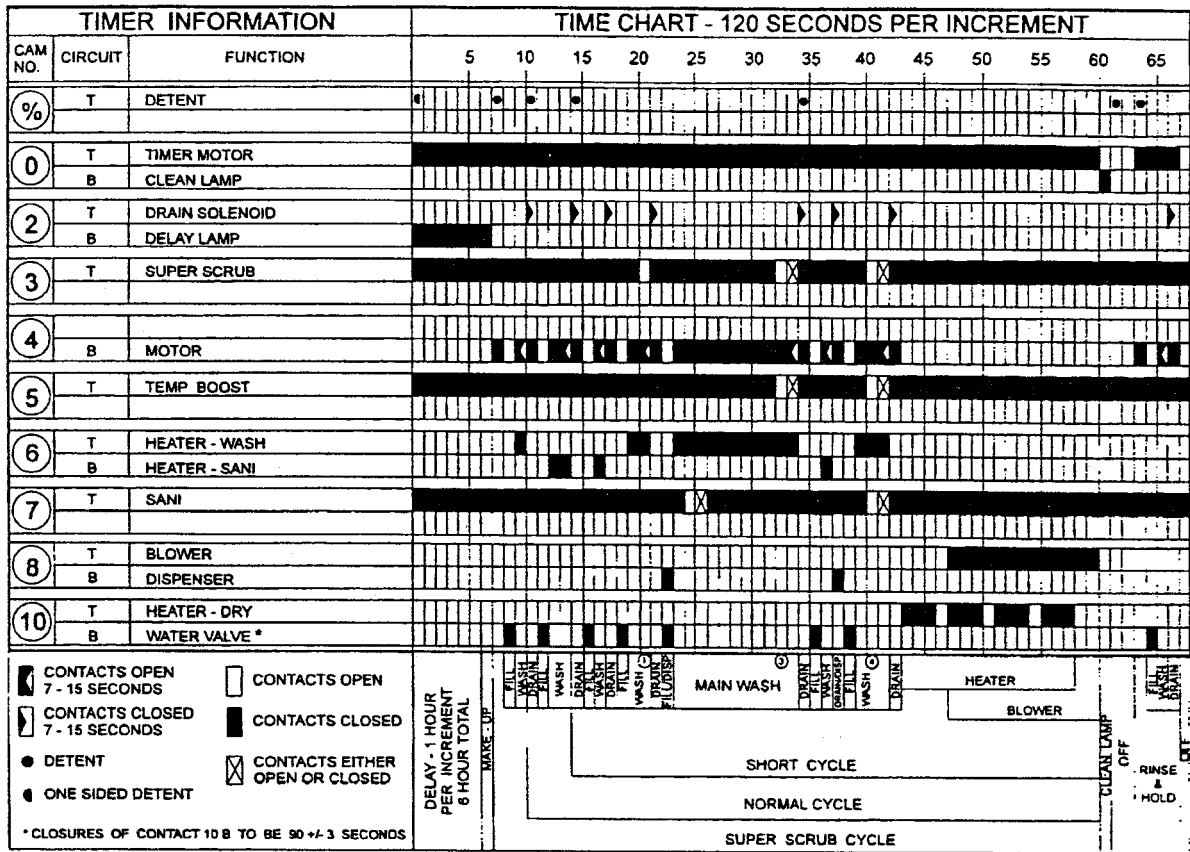 TIMER INFORMATION
TIME CHART - 120 SECONDS PER INCREMENT
CAM NO.
CIRCUIT
FUNCTION
5 10 15 20 25 30 35 40 45 50 55 60 65
%
T DETENT
0
T TIMER MOTOR
B CLEAN LAMP
2
T DRAIN SOLENOID
B DELAY LAMP
3
T SUPER SCRUB
4
B MOTOR
5
T TEMP BOOST
6
T HEATER - WASH
B HEATER - SANI
7
T SANI
8
T BLOWER
B DISPENSER
10
T HEATER - DRY
B WATER VALVE *
CONTACTS OPEN
7 - 15 SECONDS
CONTACTS OPEN
CONTACTS CLOSED
7 - 15 SECONDS
CONTACTS CLOSED
DETENT
CONTACTS EITHER
OPEN OR CLOSED
ONE SIDED DETENT
* CLOSURES OF CONTACT 10 B TO BE 90 +/- 3 SECONDS
DELAY - 1 HOUR
PER INCREMENT
6 HOUR TOTAL
MAKE - UP
FILL
WASH
DRAIN
FILL
WASH
DRAIN
FILL
WASH
DRAIN
FILL
WASH
DRAIN
FILL/DISP
MAIN WASH
3
DRAIN
FILL
WASH
DRAIN/DISP
FILL
WASH
DRAIN
HEATER
BLOWER
SHORT CYCLE
NORMAL CYCLE
SUPER SCRUB CYCLE
CLEAN LAMP
OFF
FILL
WASH
DRAIN
RINSE
&
HOLD